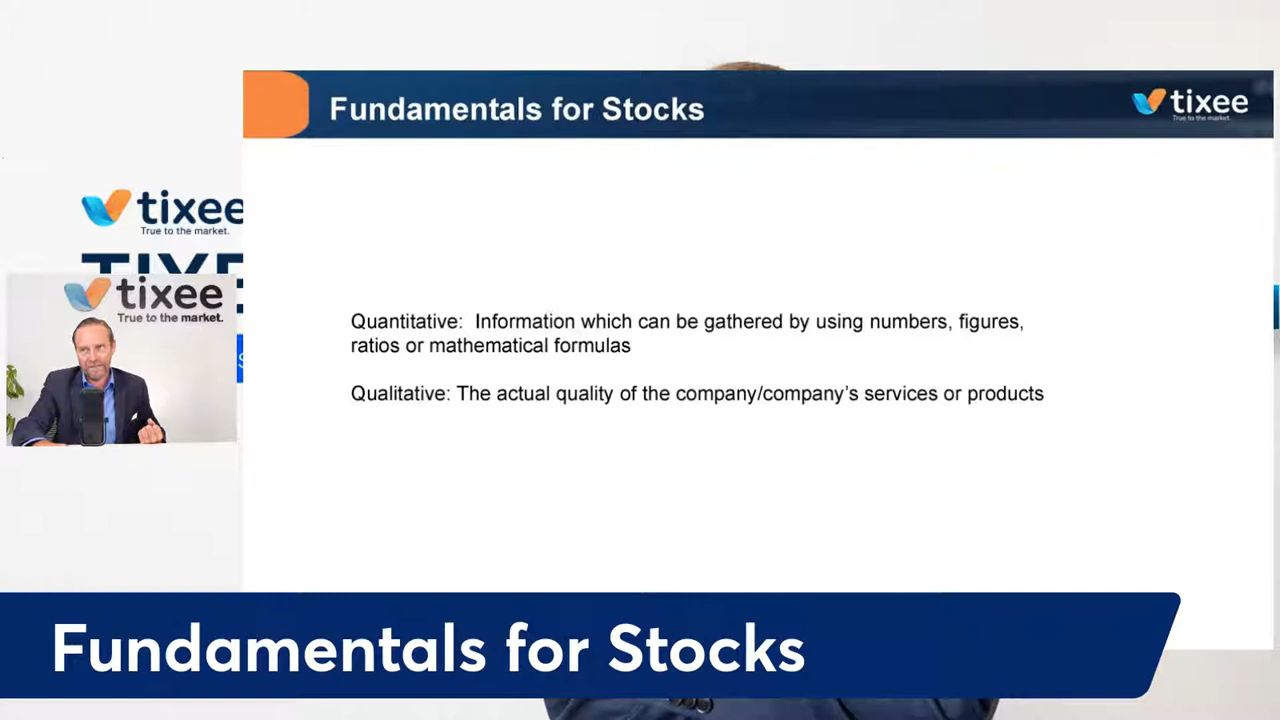 Fundamentals for Stocks
tixee
True to the market.
tixee
True to the market.
tixee
True to the market.
Quantitative: Information which can be gathered by using numbers, figures,
ratios or mathematical formulas
Qualitative: The actual quality of the company/company's services or products
Fundamentals for Stocks